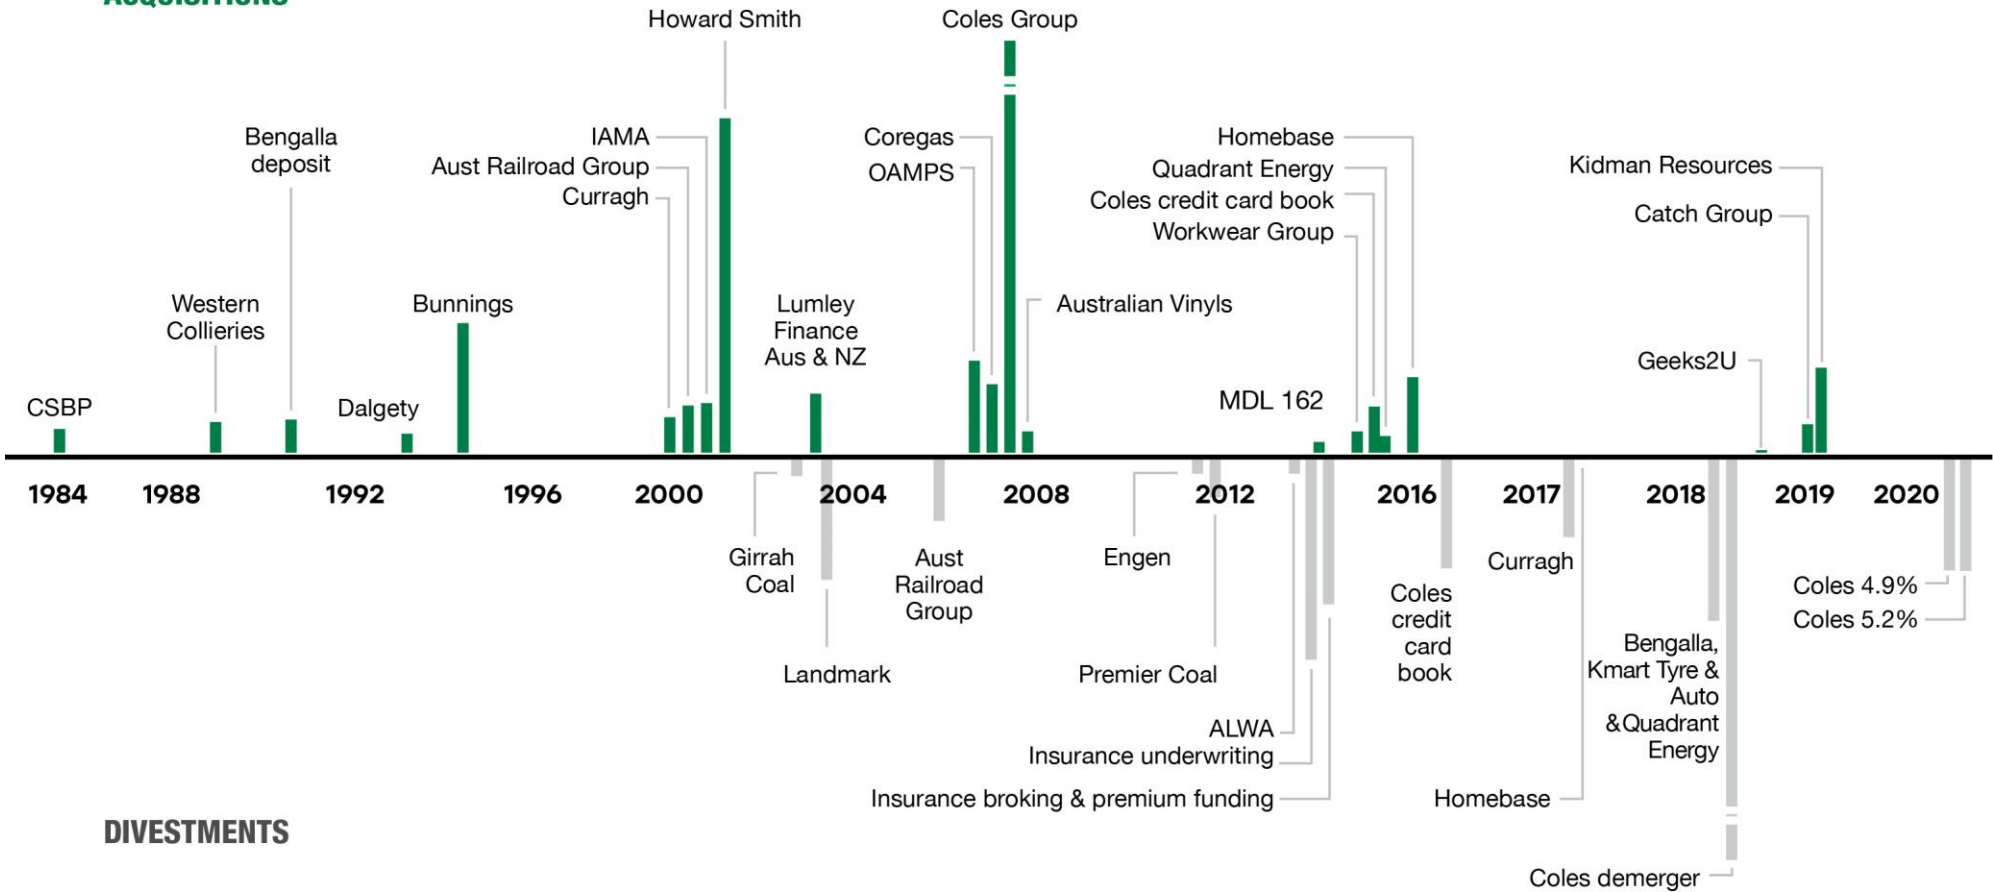 ACQUISITIONS
Howard Smith
Coles Group
Bengalla
deposit
IAMA
Aust Railroad Group
Curragh
Coregas
OAMPS
Homebase
Quadrant Energy
Coles credit card book
Workwear Group
Kidman Resources
Catch Group
Western
Collieries
Bunnings
Lumley
Finance
Aus & NZ
Australian Vinyls
Geeks2U
CSBP
Dalgety
MDL 162
1984 1988 1992 1996 2000 2004 2008 2012 2016 2017 2018 2019 2020
Girrah
Coal
Aust
Railroad
Group
Engen
Curragh
Coles
credit
card
book
Coles 4.9%
Coles 5.2%
Landmark
Premier Coal
Bengalla,
Kmart Tyre &
Auto
&Quadrant
Energy
ALWA
Insurance underwriting
Insurance broking & premium funding
Homebase
DIVESTMENTS
Coles demerger